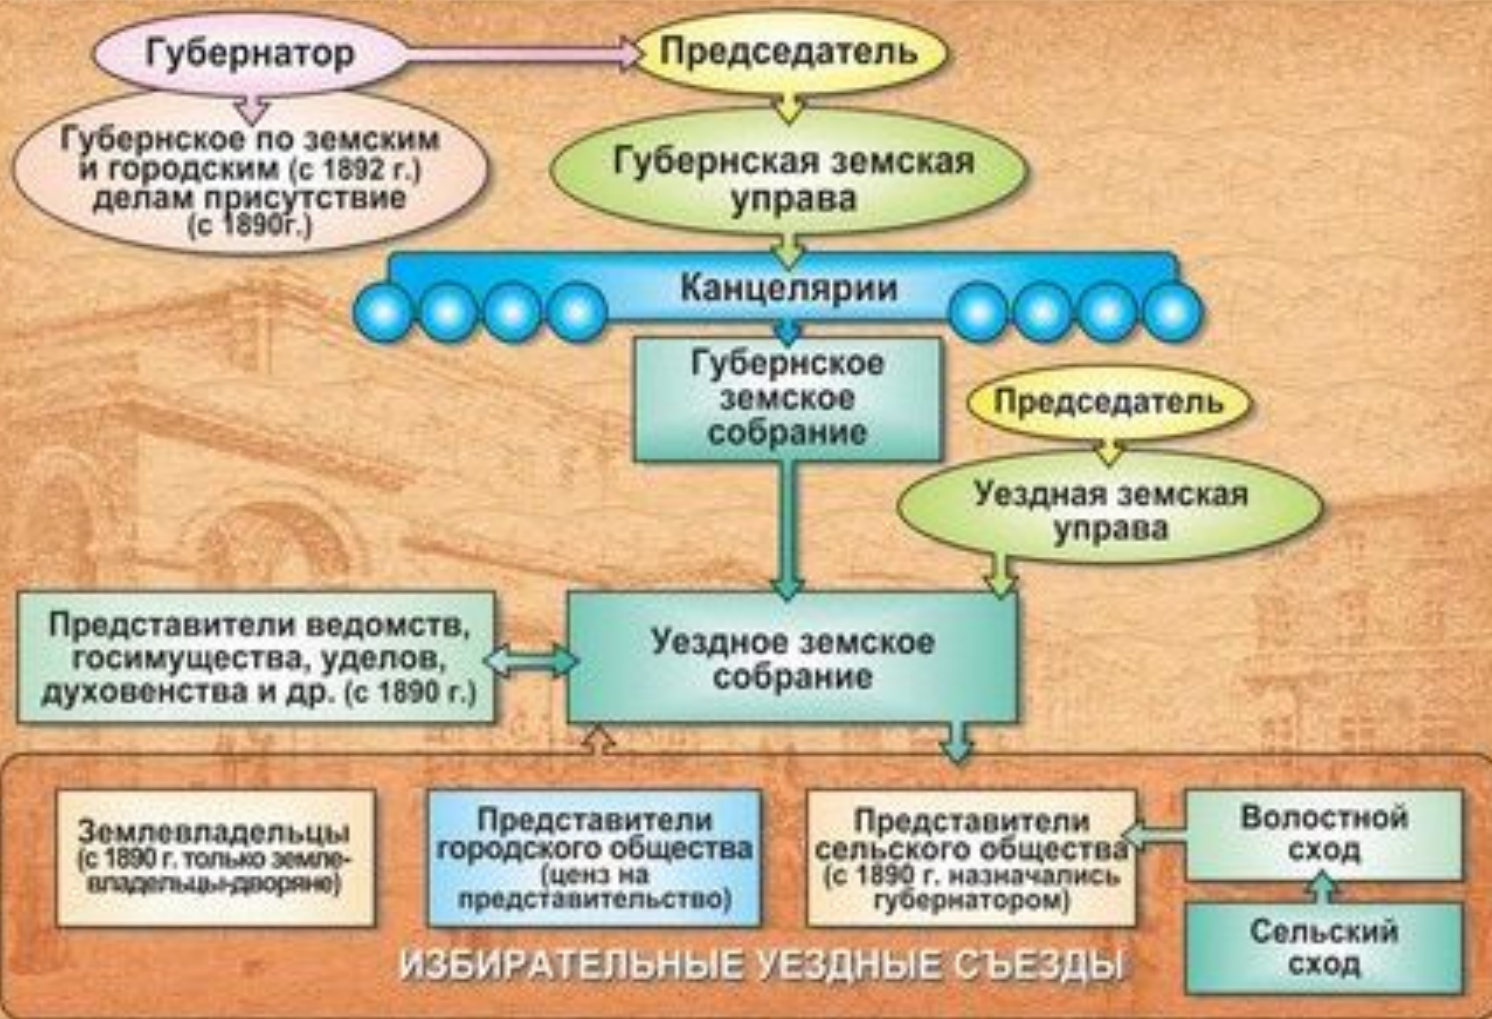 Губернатор
Председатель
Губернское по земским
и городским (с 1892 г.)
делам присутствие
(с 1890г.)
Губернская земская
управа
Канцелярии
Губернское
земское
собрание
Председатель
Уездная земская
управа
Представители ведомств,
госимущества, уделов,
духовенства и др. (с 1890 г.)
Уездное земское
собрание
Землевладельцы
(с 1890 г. только земле-
владельцы-дворяне)
Представители
городского общества
(ценз на
представительство)
Представители
сельского общества
(с 1890 г. назначались
губернатором)
Волостной
сход
Сельский
сход
ИЗБИРАТЕЛЬНЫЕ УЕЗДНЫЕ СЪЕЗДЫ